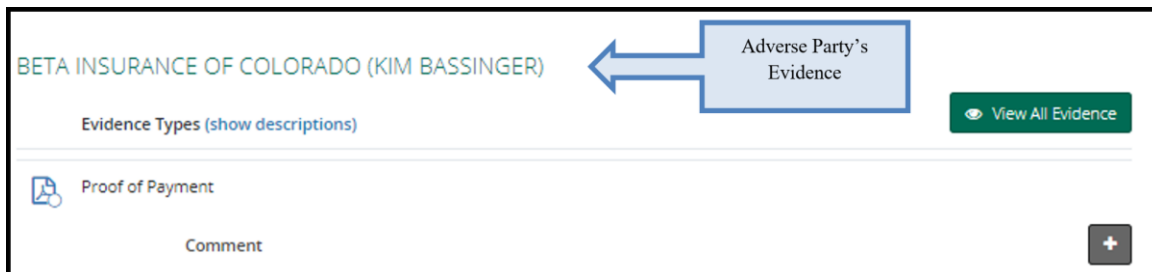 Adverse Party's
Evidence
BETA INSURANCE OF COLORADO (KIM BASSINGER)
Evidence Types (show descriptions)
View All Evidence
Proof of Payment
Comment
+